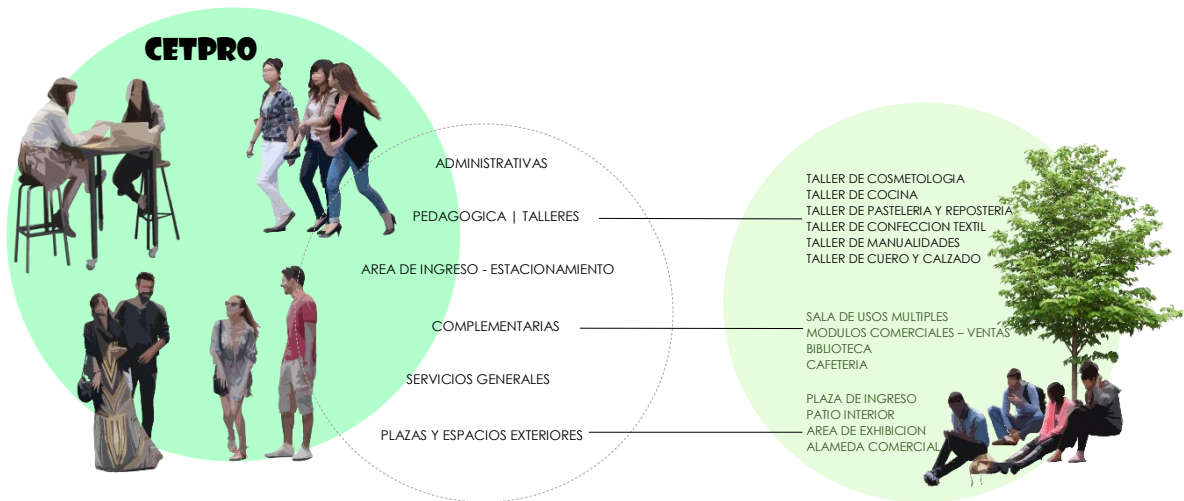 CETPRO
ADMINISTRATIVAS
PEDAGOGICA | TALLERES
AREA DE INGRESO - ESTACIONAMIENTO
COMPLEMENTARIAS
SERVICIOS GENERALES
PLAZAS Y ESPACIOS EXTERIORES
TALLER DE COSMETOLOGIA
TALLER DE COCINA
TALLER DE PASTELERIA Y REPOSTERIA
TALLER DE CONFECCION TEXTIL
TALLER DE MANUALIDADES
TALLER DE CUERO Y CALZADO
SALA DE USOS MULTIPLES
MODULOS COMERCIALES – VENTAS
BIBLIOTECA
CAFETERIA
PLAZA DE INGRESO
PATIO INTERIOR
AREA DE EXHIBICION
ALAMEDA COMERCIAL